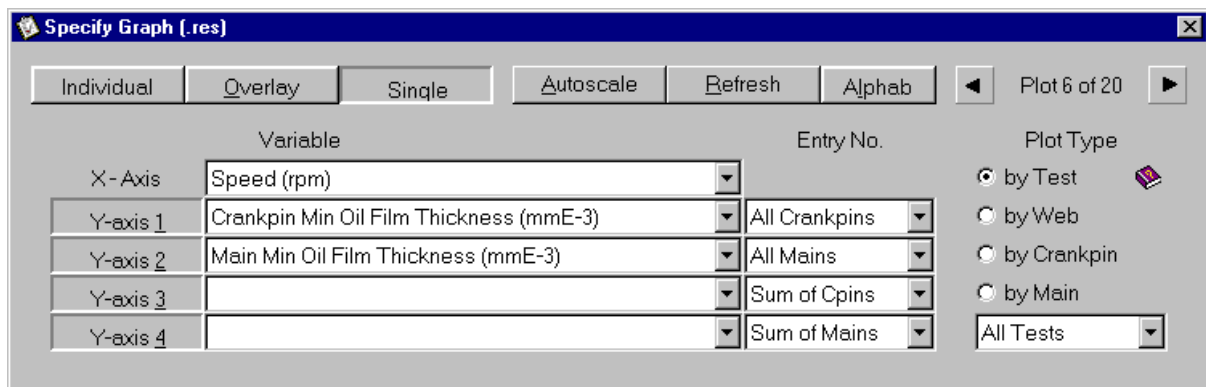 Specify Graph (.res)
Individual Overlay Single Autoscale Refresh Alphab Plot 6 of 20
Variable Entry No. Plot Type
X-Axis Speed (rpm) by Test
Y-axis 1 Crankpin Min Oil Film Thickness (mmE-3) All Crankpins by Web
Y-axis 2 Main Min Oil Film Thickness (mmE-3) All Mains by Crankpin
Y-axis 3 Sum of Cpins by Main
Y-axis 4 Sum of Mains All Tests